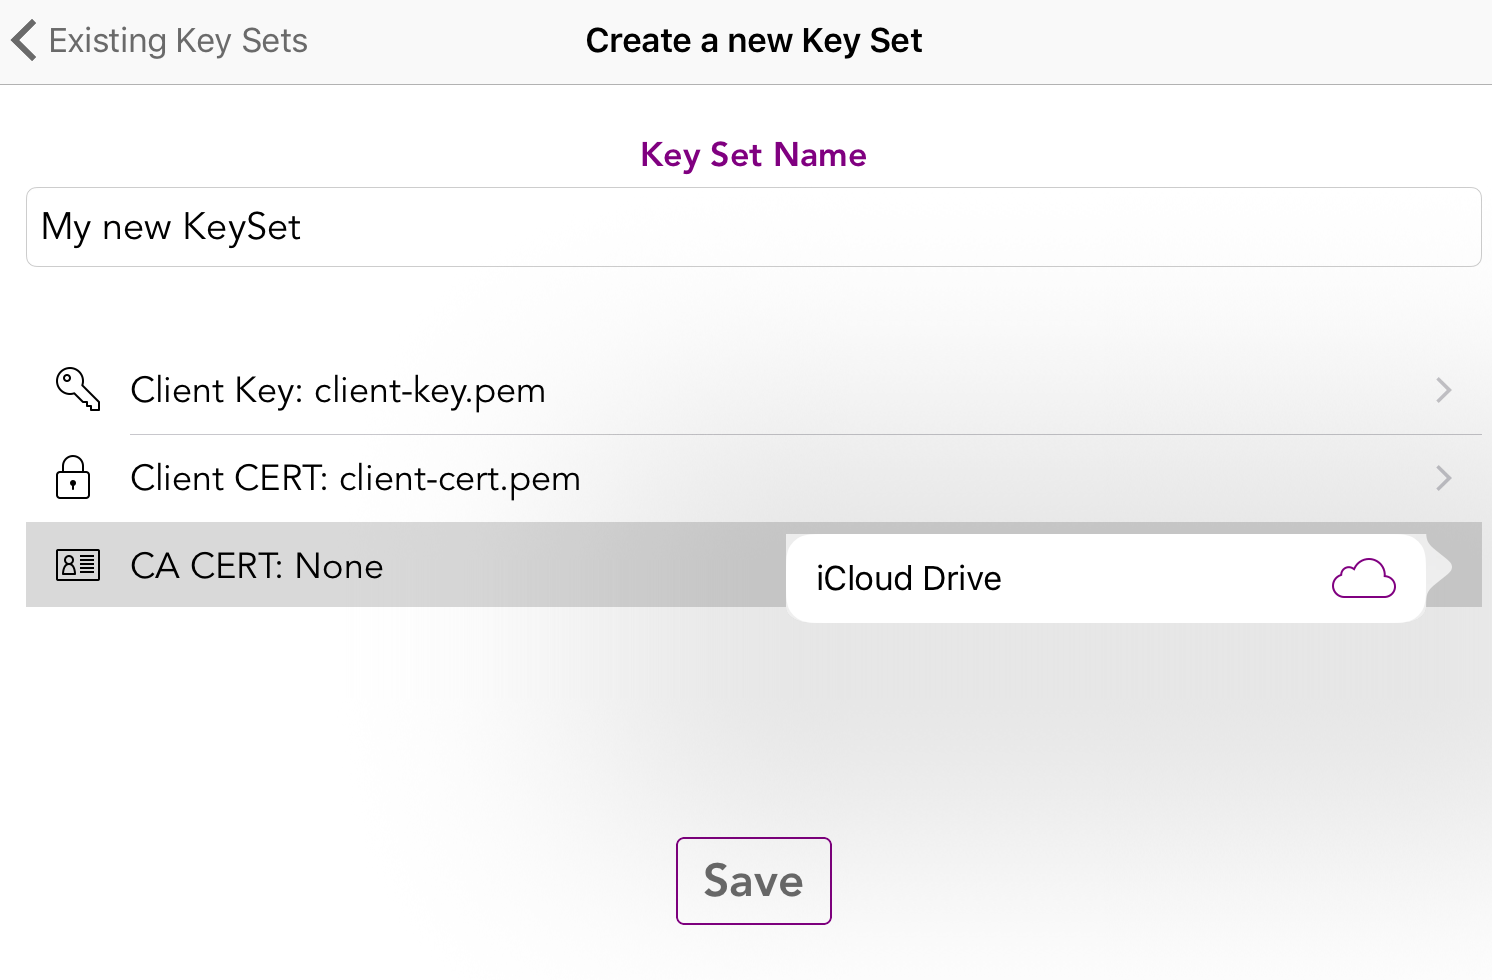 Existing Key Sets
Create a new Key Set
Key Set Name
My new KeySet
Client Key: client-key.pem
Client CERT: client-cert.pem
CA CERT: None
iCloud Drive
Save